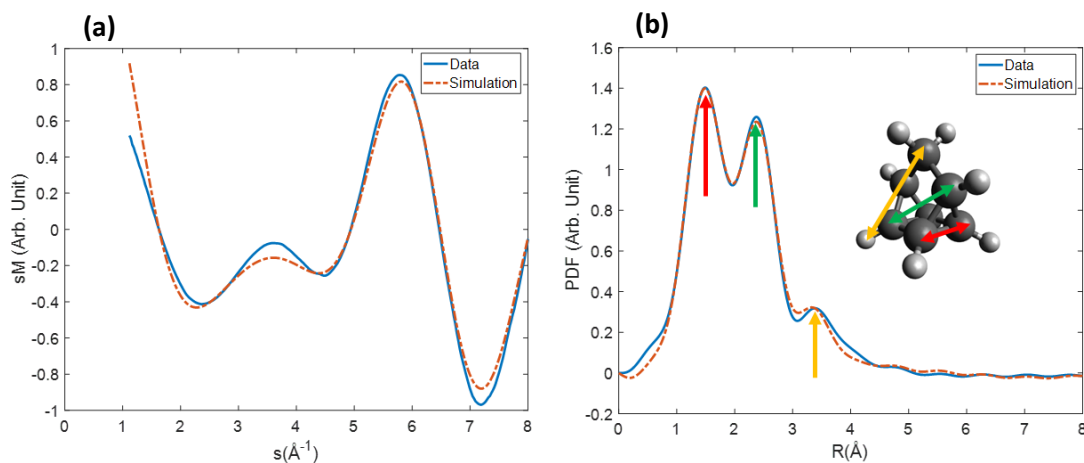 (a)
1
0.8
0.6
0.4
0.2
0
-0.2
-0.4
-0.6
-0.8
-1
sM (Arb. Unit)
Data
Simulation
0 1 2 3 4 5 6 7 8
s(Å⁻¹)
(b)
1.6
1.4
1.2
1
0.8
0.6
0.4
0.2
0
-0.2
PDF (Arb. Unit)
Data
Simulation
0 1 2 3 4 5 6 7 8
R(Å)